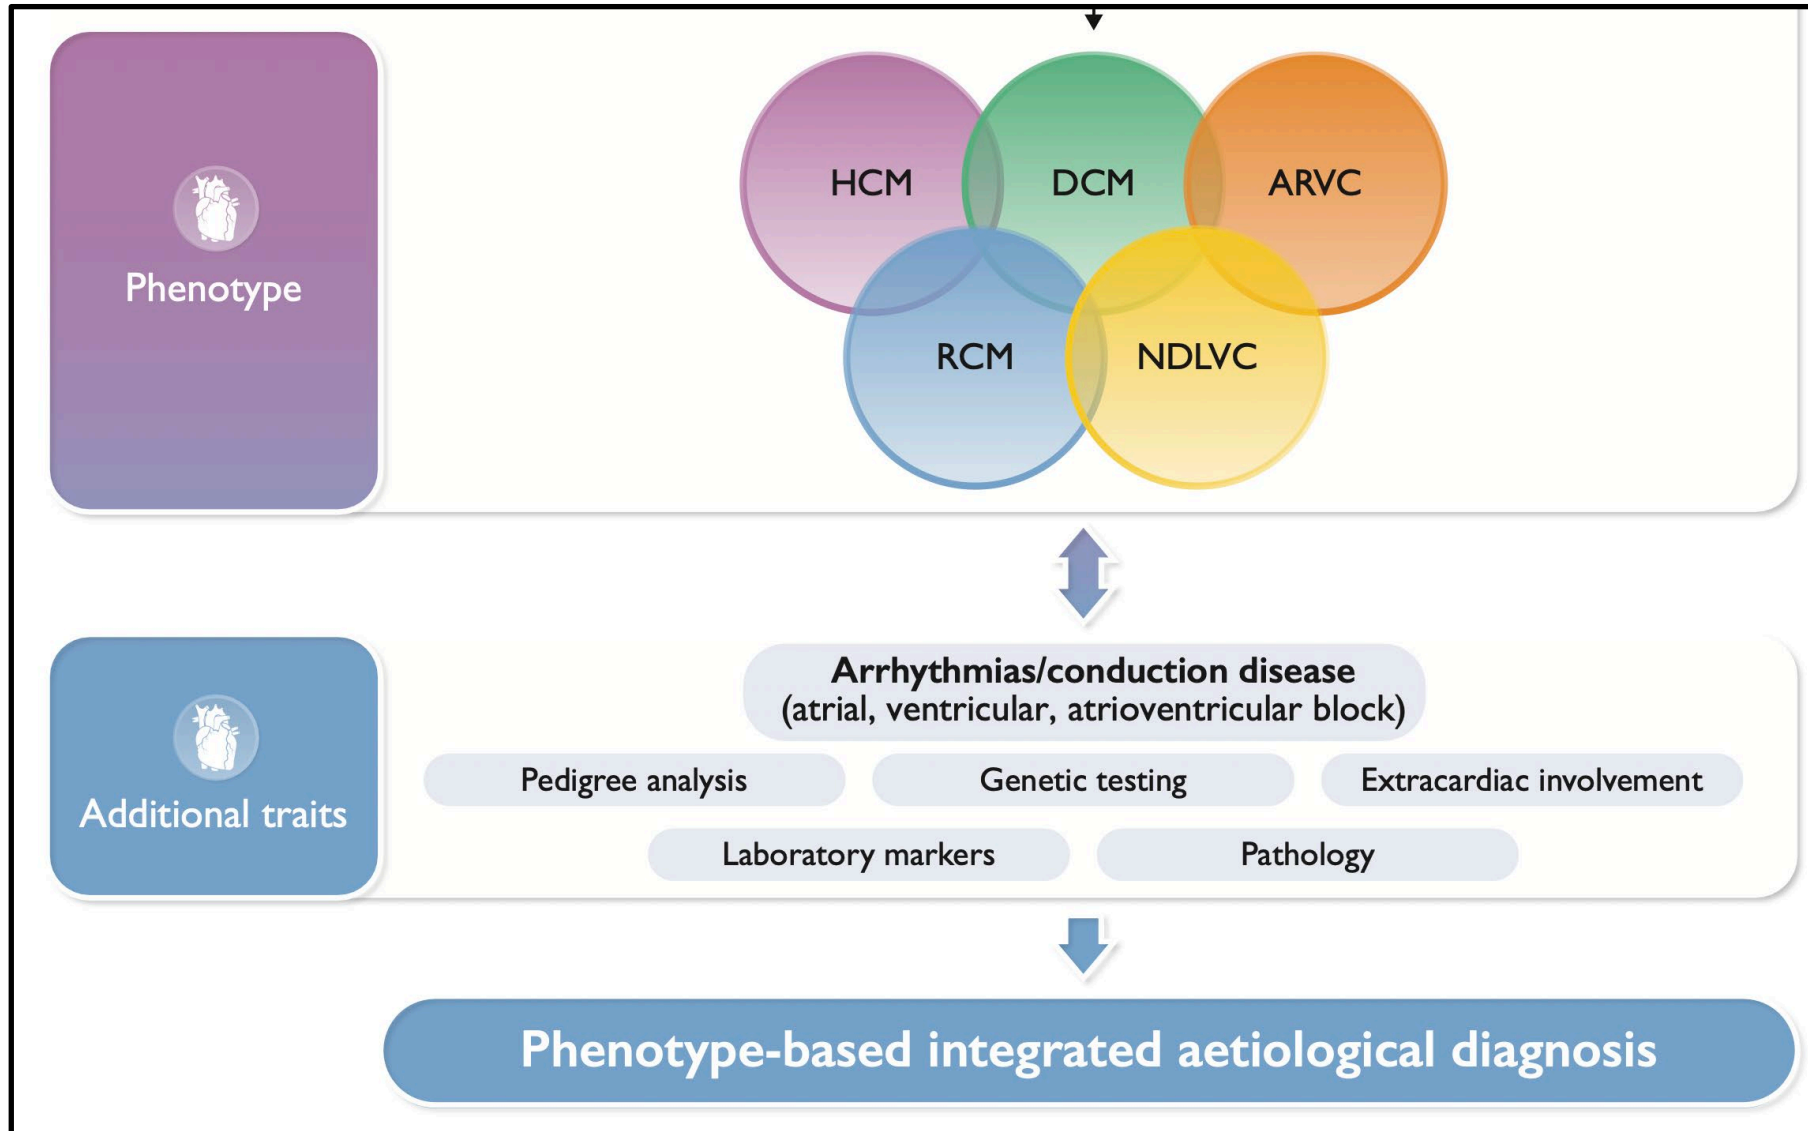 Phenotype
HCM
DCM
ARVC
RCM
NDLVC
Additional traits
Arrhythmias/conduction disease
(atrial, ventricular, atrioventricular block)
Pedigree analysis
Genetic testing
Extracardiac involvement
Laboratory markers
Pathology
Phenotype-based integrated aetiological diagnosis